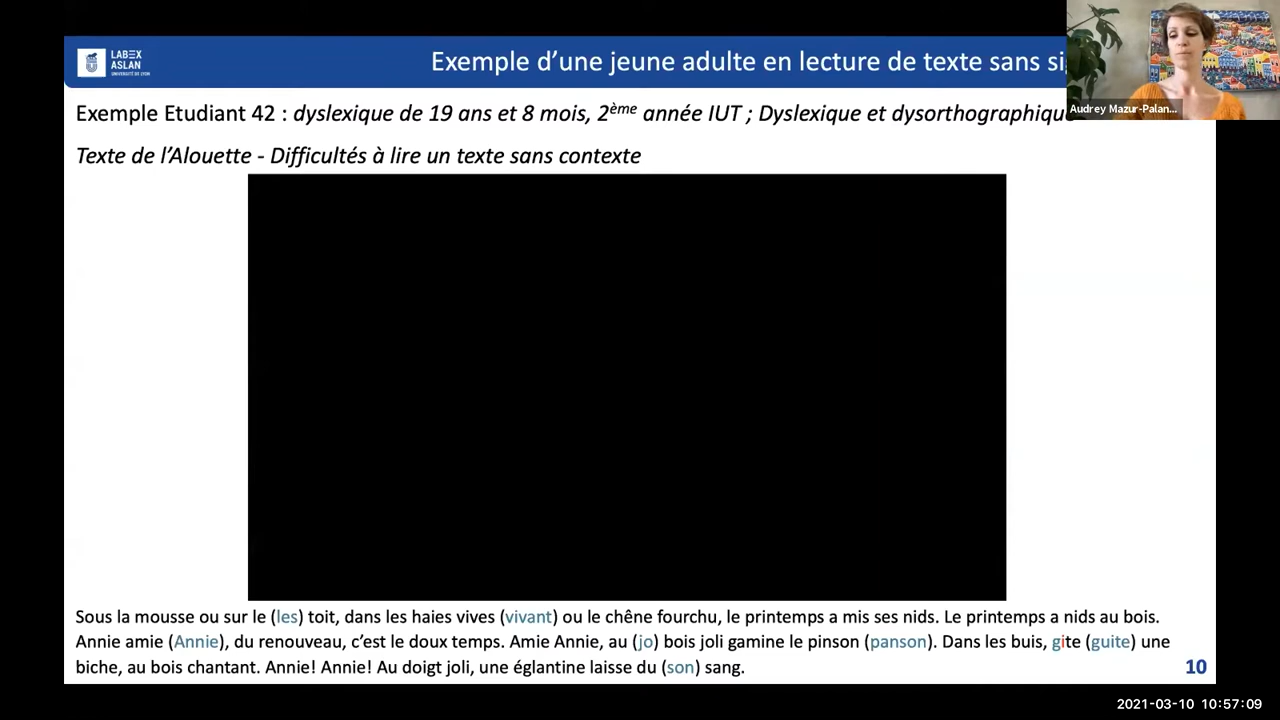 LABEX
ASLAN
UNIVERSITÉ DE LYON
Exemple d’une jeune adulte en lecture de texte sans
Audrey Mazur-Palan...
Exemple Etudiant 42 : dyslexique de 19 ans et 8 mois, 2ème année IUT ; Dyslexique et dysorthographique
Texte de l’Alouette - Difficultés à lire un texte sans contexte
Sous la mousse ou sur le (les) toit, dans les haies vives (vivant) ou le chêne fourchu, le printemps a mis ses nids. Le printemps a nids au bois.
Annie amie (Annie), du renouveau, c’est le doux temps. Amie Annie, au (jo) bois joli gamine le pinson (panson). Dans les buis, gite (guite) une
biche, au bois chantant. Annie! Annie! Au doigt joli, une églantine laisse du (son) sang.
10
2021-03-10 10:57:09